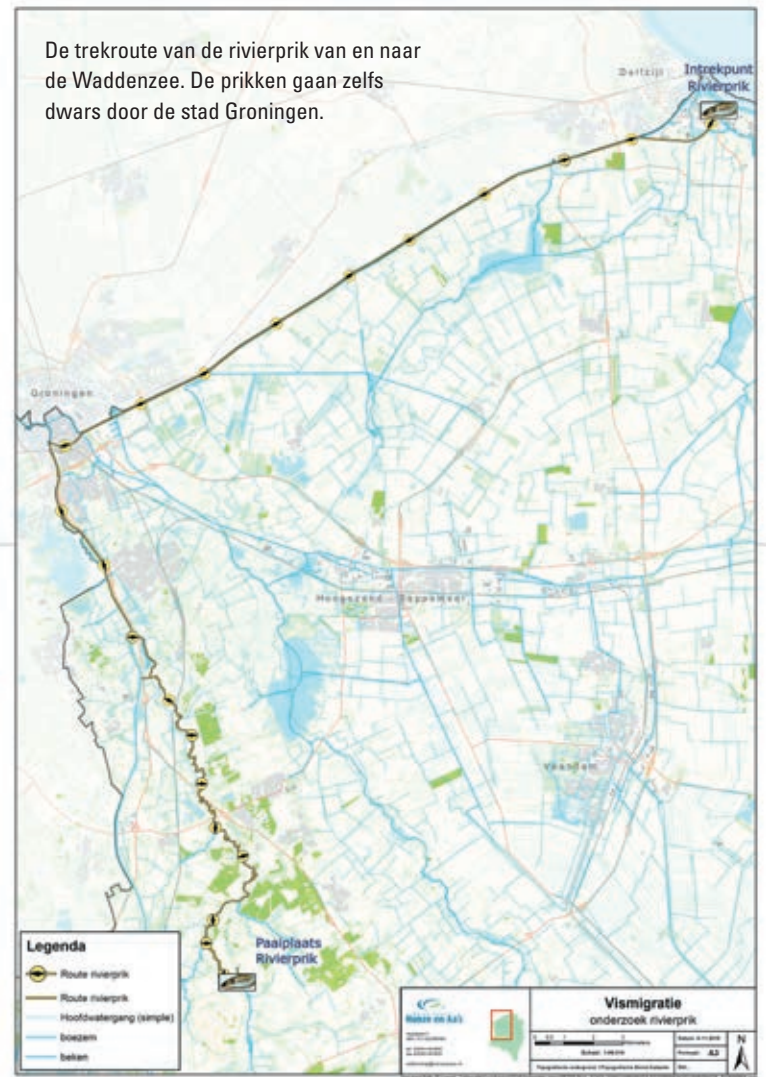 De trekroute van de rivierprik van en naar
de Waddenzee. De prikken gaan zelfs
dwars door de stad Groningen.
Delfzijl
Intrekpunt
Rivierprik
Groningen
Hoogezand - Sappemeer
Veendam
Paaiplaats
Rivierprik
Legenda
Route rivierprik
Route rivierprik
Hoofdwatergang (simple)
boezem
beken
Hunze en Aa's
Vismigratie
onderzoek rivierprik
A3
N